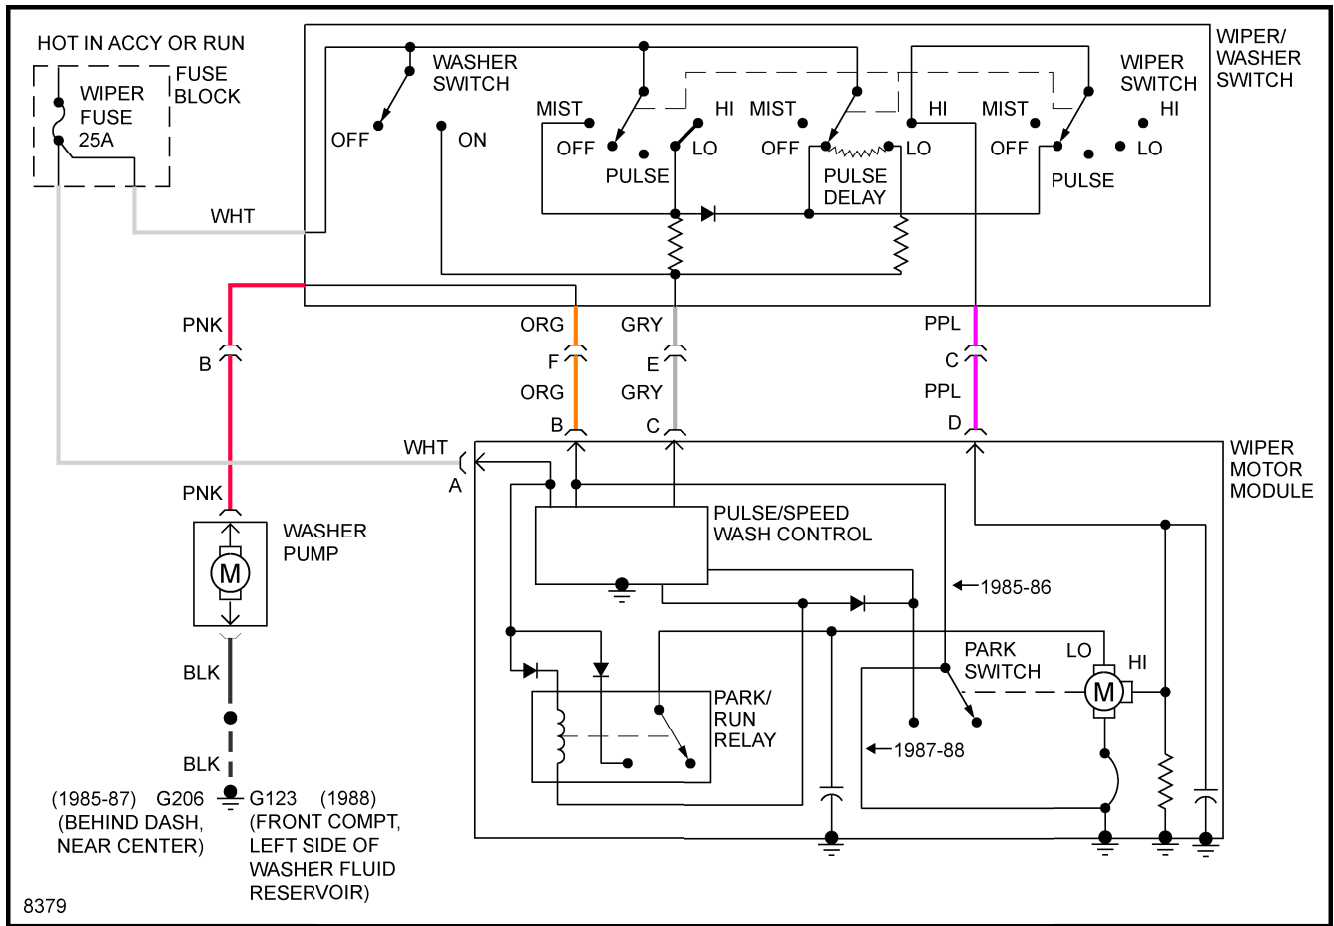 HOT IN ACCY OR RUN
FUSE
BLOCK
WIPER
FUSE
25A
WHT
WASHER
SWITCH
OFF
ON
MIST
HI
OFF
LO
PULSE
MIST
HI
OFF
LO
PULSE
DELAY
WIPER
SWITCH
MIST
HI
OFF
LO
PULSE
WIPER/
WASHER
SWITCH
PNK
B
ORG
F
ORG
B
GRY
E
GRY
C
PPL
C
PPL
D
WHT
A
PNK
WASHER
PUMP
M
BLK
BLK
(1985-87) G206
(BEHIND DASH,
NEAR CENTER)
G123 (1988)
(FRONT COMPT,
LEFT SIDE OF
WASHER FLUID
RESERVOIR)
WIPER
MOTOR
MODULE
PULSE/SPEED
WASH CONTROL
1985-86
PARK
SWITCH
LO
HI
M
PARK/
RUN
RELAY
1987-88
8379